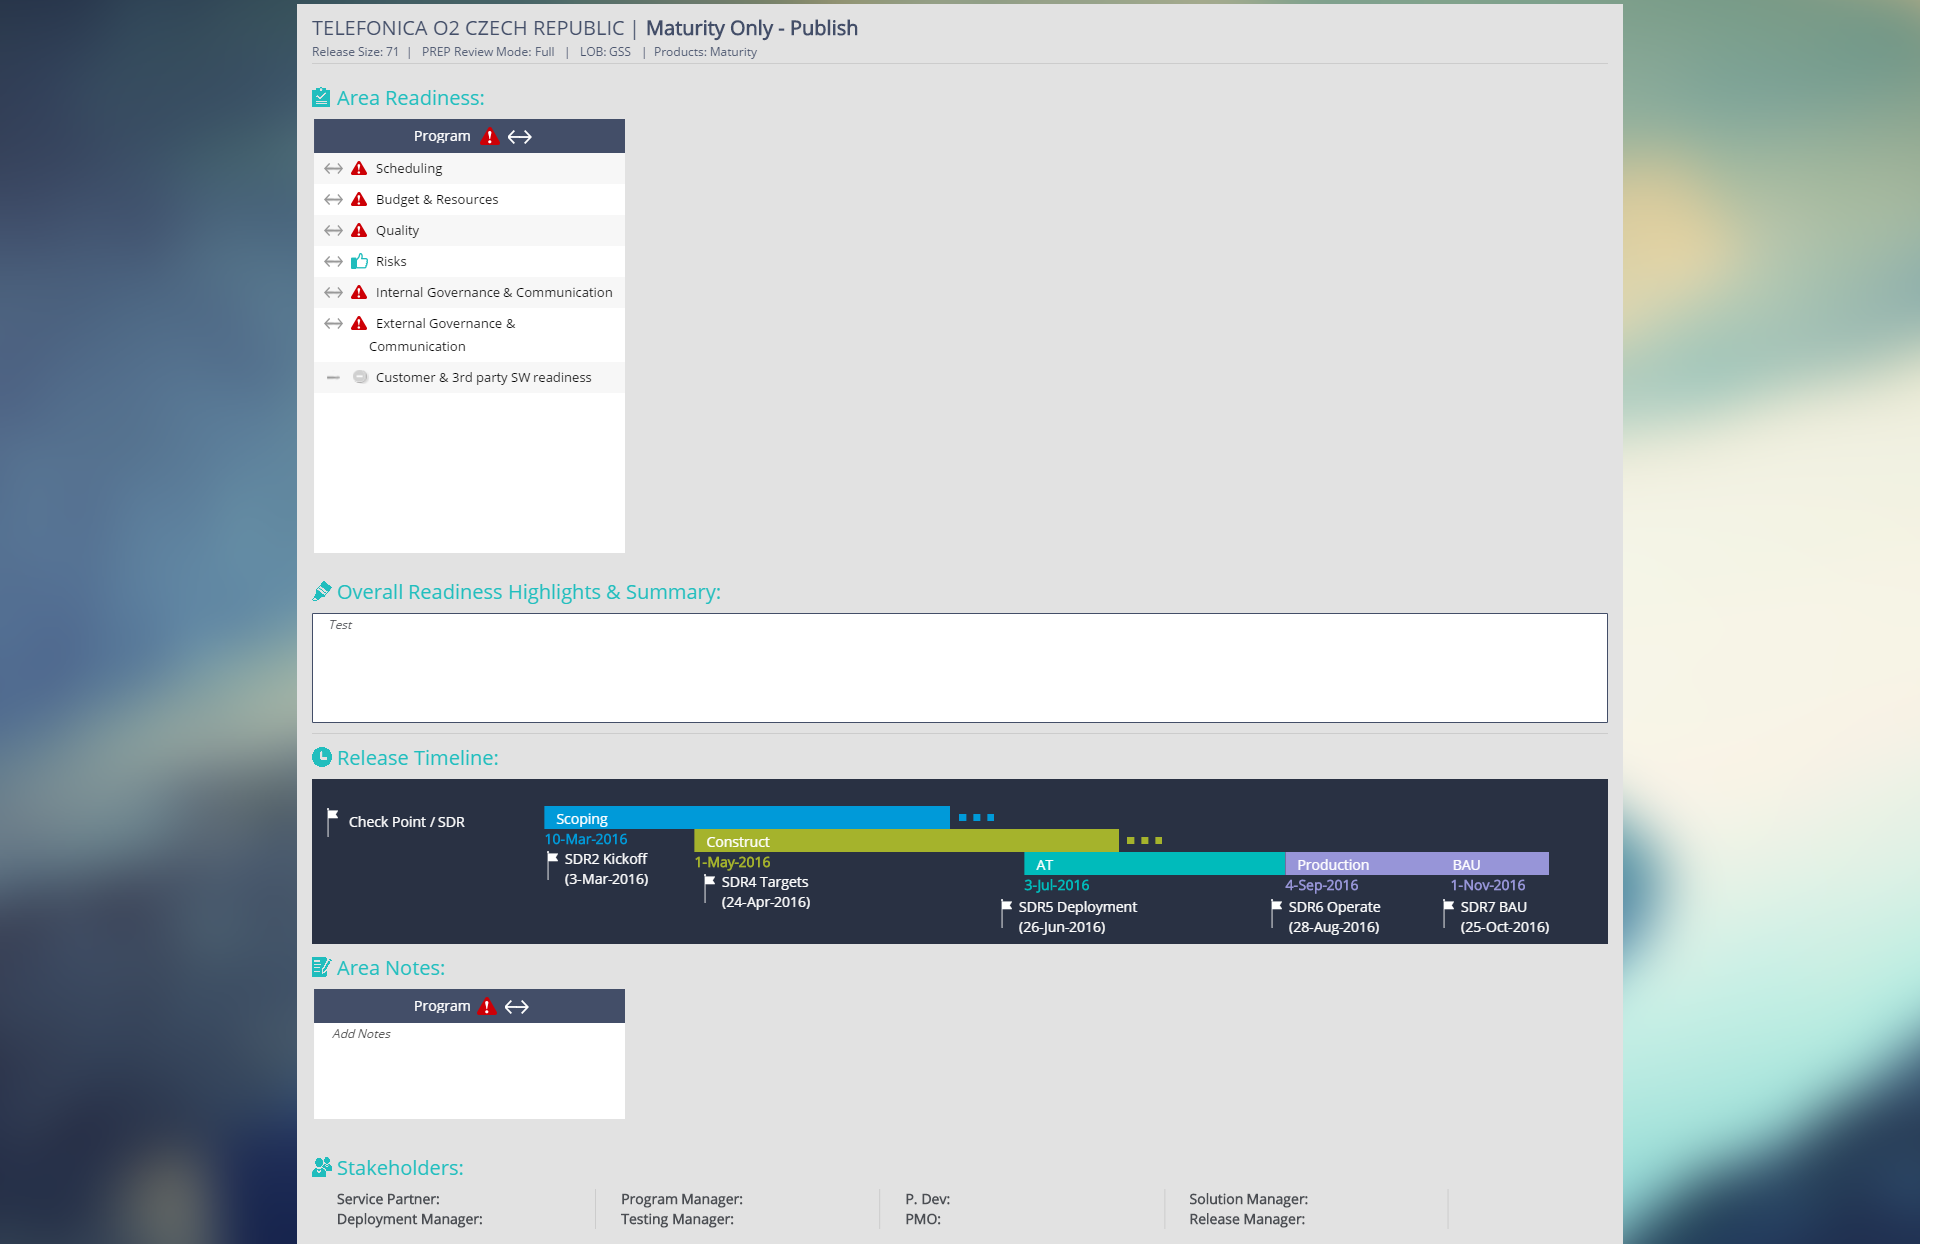 TELEFONICA O2 CZECH REPUBLIC | Maturity Only - Publish
Release Size: 71 | PREP Review Mode: Full | LOB: GSS | Products: Maturity
Area Readiness:
Program
Scheduling
Budget & Resources
Quality
Risks
Internal Governance & Communication
External Governance &
Communication
Customer & 3rd party SW readiness
Overall Readiness Highlights & Summary:
Test
Release Timeline:
Check Point / SDR
Scoping
10-Mar-2016
SDR2 Kickoff
(3-Mar-2016)
Construct
1-May-2016
SDR4 Targets
(24-Apr-2016)
AT
3-Jul-2016
SDR5 Deployment
(26-Jun-2016)
Production
4-Sep-2016
SDR6 Operate
(28-Aug-2016)
BAU
1-Nov-2016
SDR7 BAU
(25-Oct-2016)
Area Notes:
Program
Add Notes
Stakeholders:
Service Partner:
Deployment Manager:
Program Manager:
Testing Manager:
P. Dev:
PMO:
Solution Manager:
Release Manager: